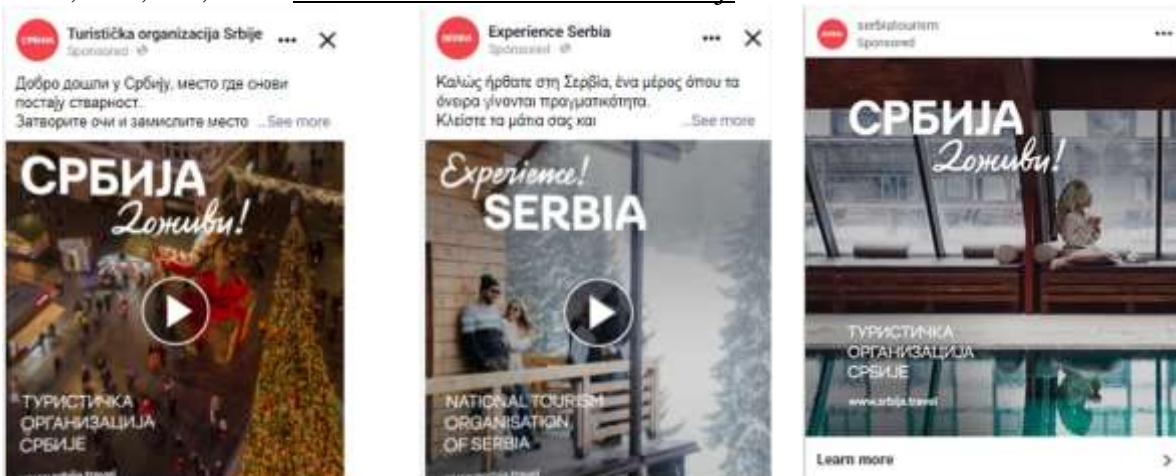 Turistička organizacija Srbije
Sponsored
Добро дошли у Србију, место где снови
постају стварност.
Затворите очи и замислите место ...See more
СРБИЈА
Доживи!
ТУРИСТИЧКА
ОРГАНИЗАЦИЈА
СРБИЈЕ
Experience Serbia
Sponsored
Καλώς ήρθατε στη Σερβία, ένα μέρος όπου τα
όνειρα γίνονται πραγματικότητα.
Κλείστε τα μάτια σας και ...See more
Experience!
SERBIA
NATIONAL TOURISM
ORGANISATION
OF SERBIA
serbiatourism
Sponsored
СРБИЈА
Доживи!
ТУРИСТИЧКА
ОРГАНИЗАЦИЈА
СРБИЈЕ
www.srbija.travel
Learn more